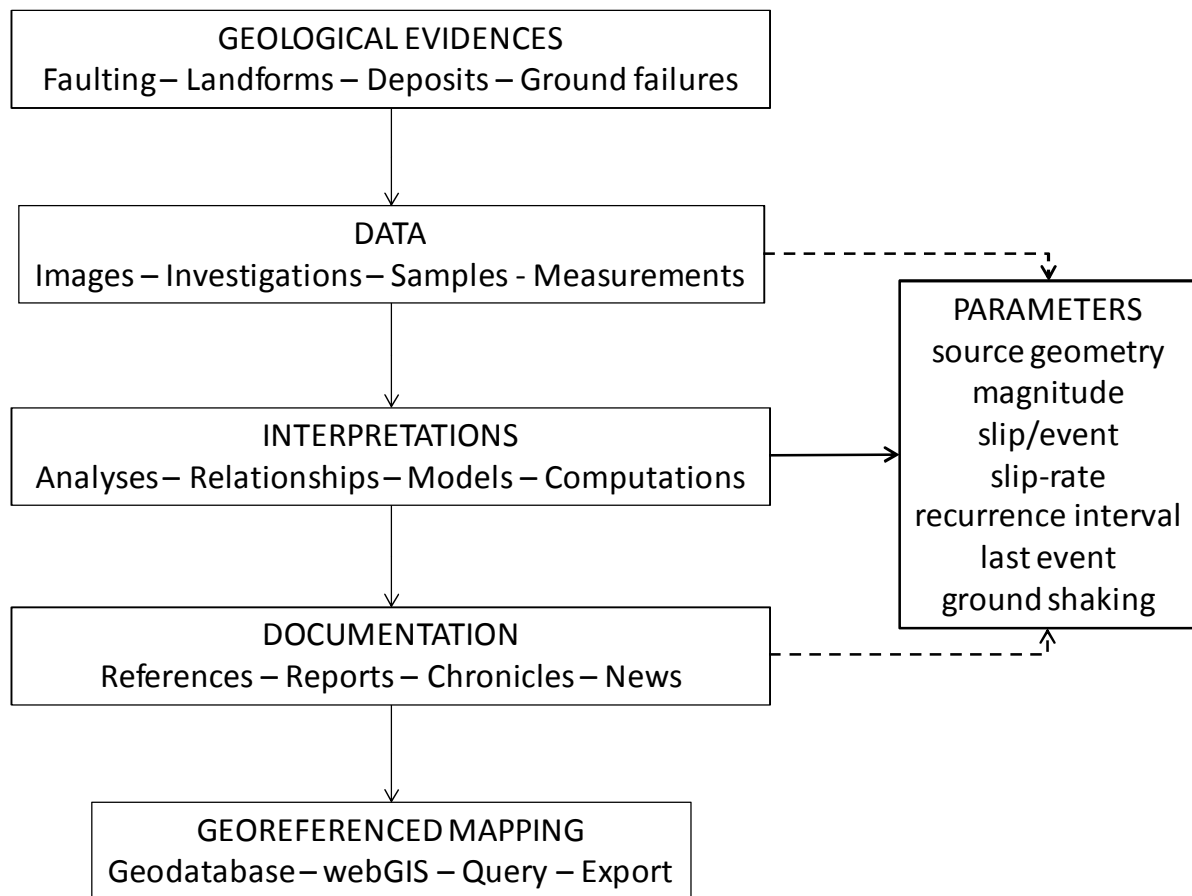 GEOLOGICAL EVIDENCES
Faulting – Landforms – Deposits – Ground failures
DATA
Images – Investigations – Samples - Measurements
INTERPRETATIONS
Analyses – Relationships – Models – Computations
DOCUMENTATION
References – Reports – Chronicles – News
GEOREFERENCED MAPPING
Geodatabase – webGIS – Query – Export
PARAMETERS
source geometry
magnitude
slip/event
slip-rate
recurrence interval
last event
ground shaking